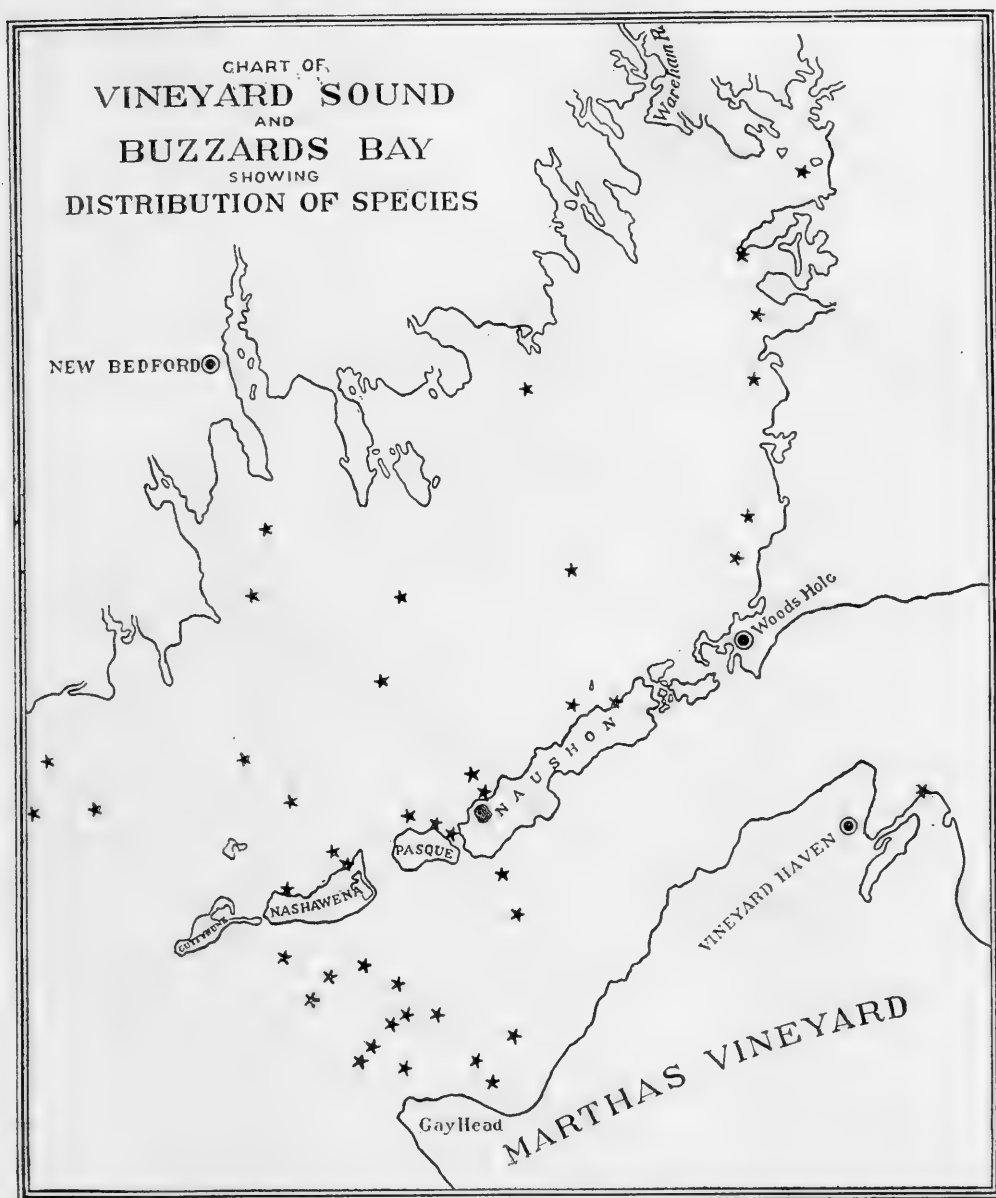 CHART OF
VINEYARD SOUND
AND
BUZZARDS BAY
SHOWING
DISTRIBUTION OF SPECIES
Wareham R.
NEW BEDFORD
Woods Hole
NAUSHON
PASQUE
VINEYARD HAVEN
NASHAWENA
CUTTYHUNK
MARTHAS VINEYARD
Gay Head